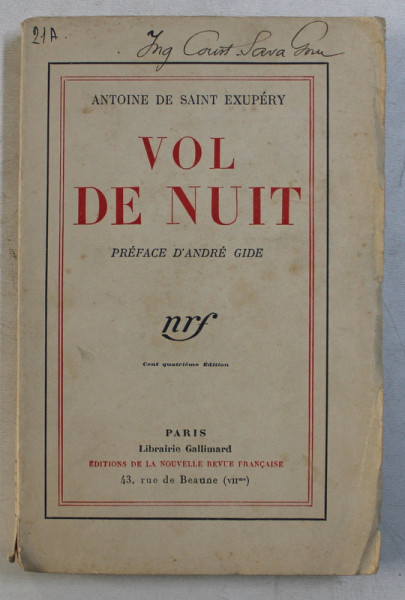 21A.
Ing Const. Sava
ANTOINE DE SAINT EXUPÉRY
VOL
DE NUIT
PRÉFACE D'ANDRÉ GIDE
nrf
Cent quatrième Édition
PARIS
Librairie Gallimard
ÉDITIONS DE LA NOUVELLE REVUE FRANÇAISE
43, rue de Beaune (VIIme)